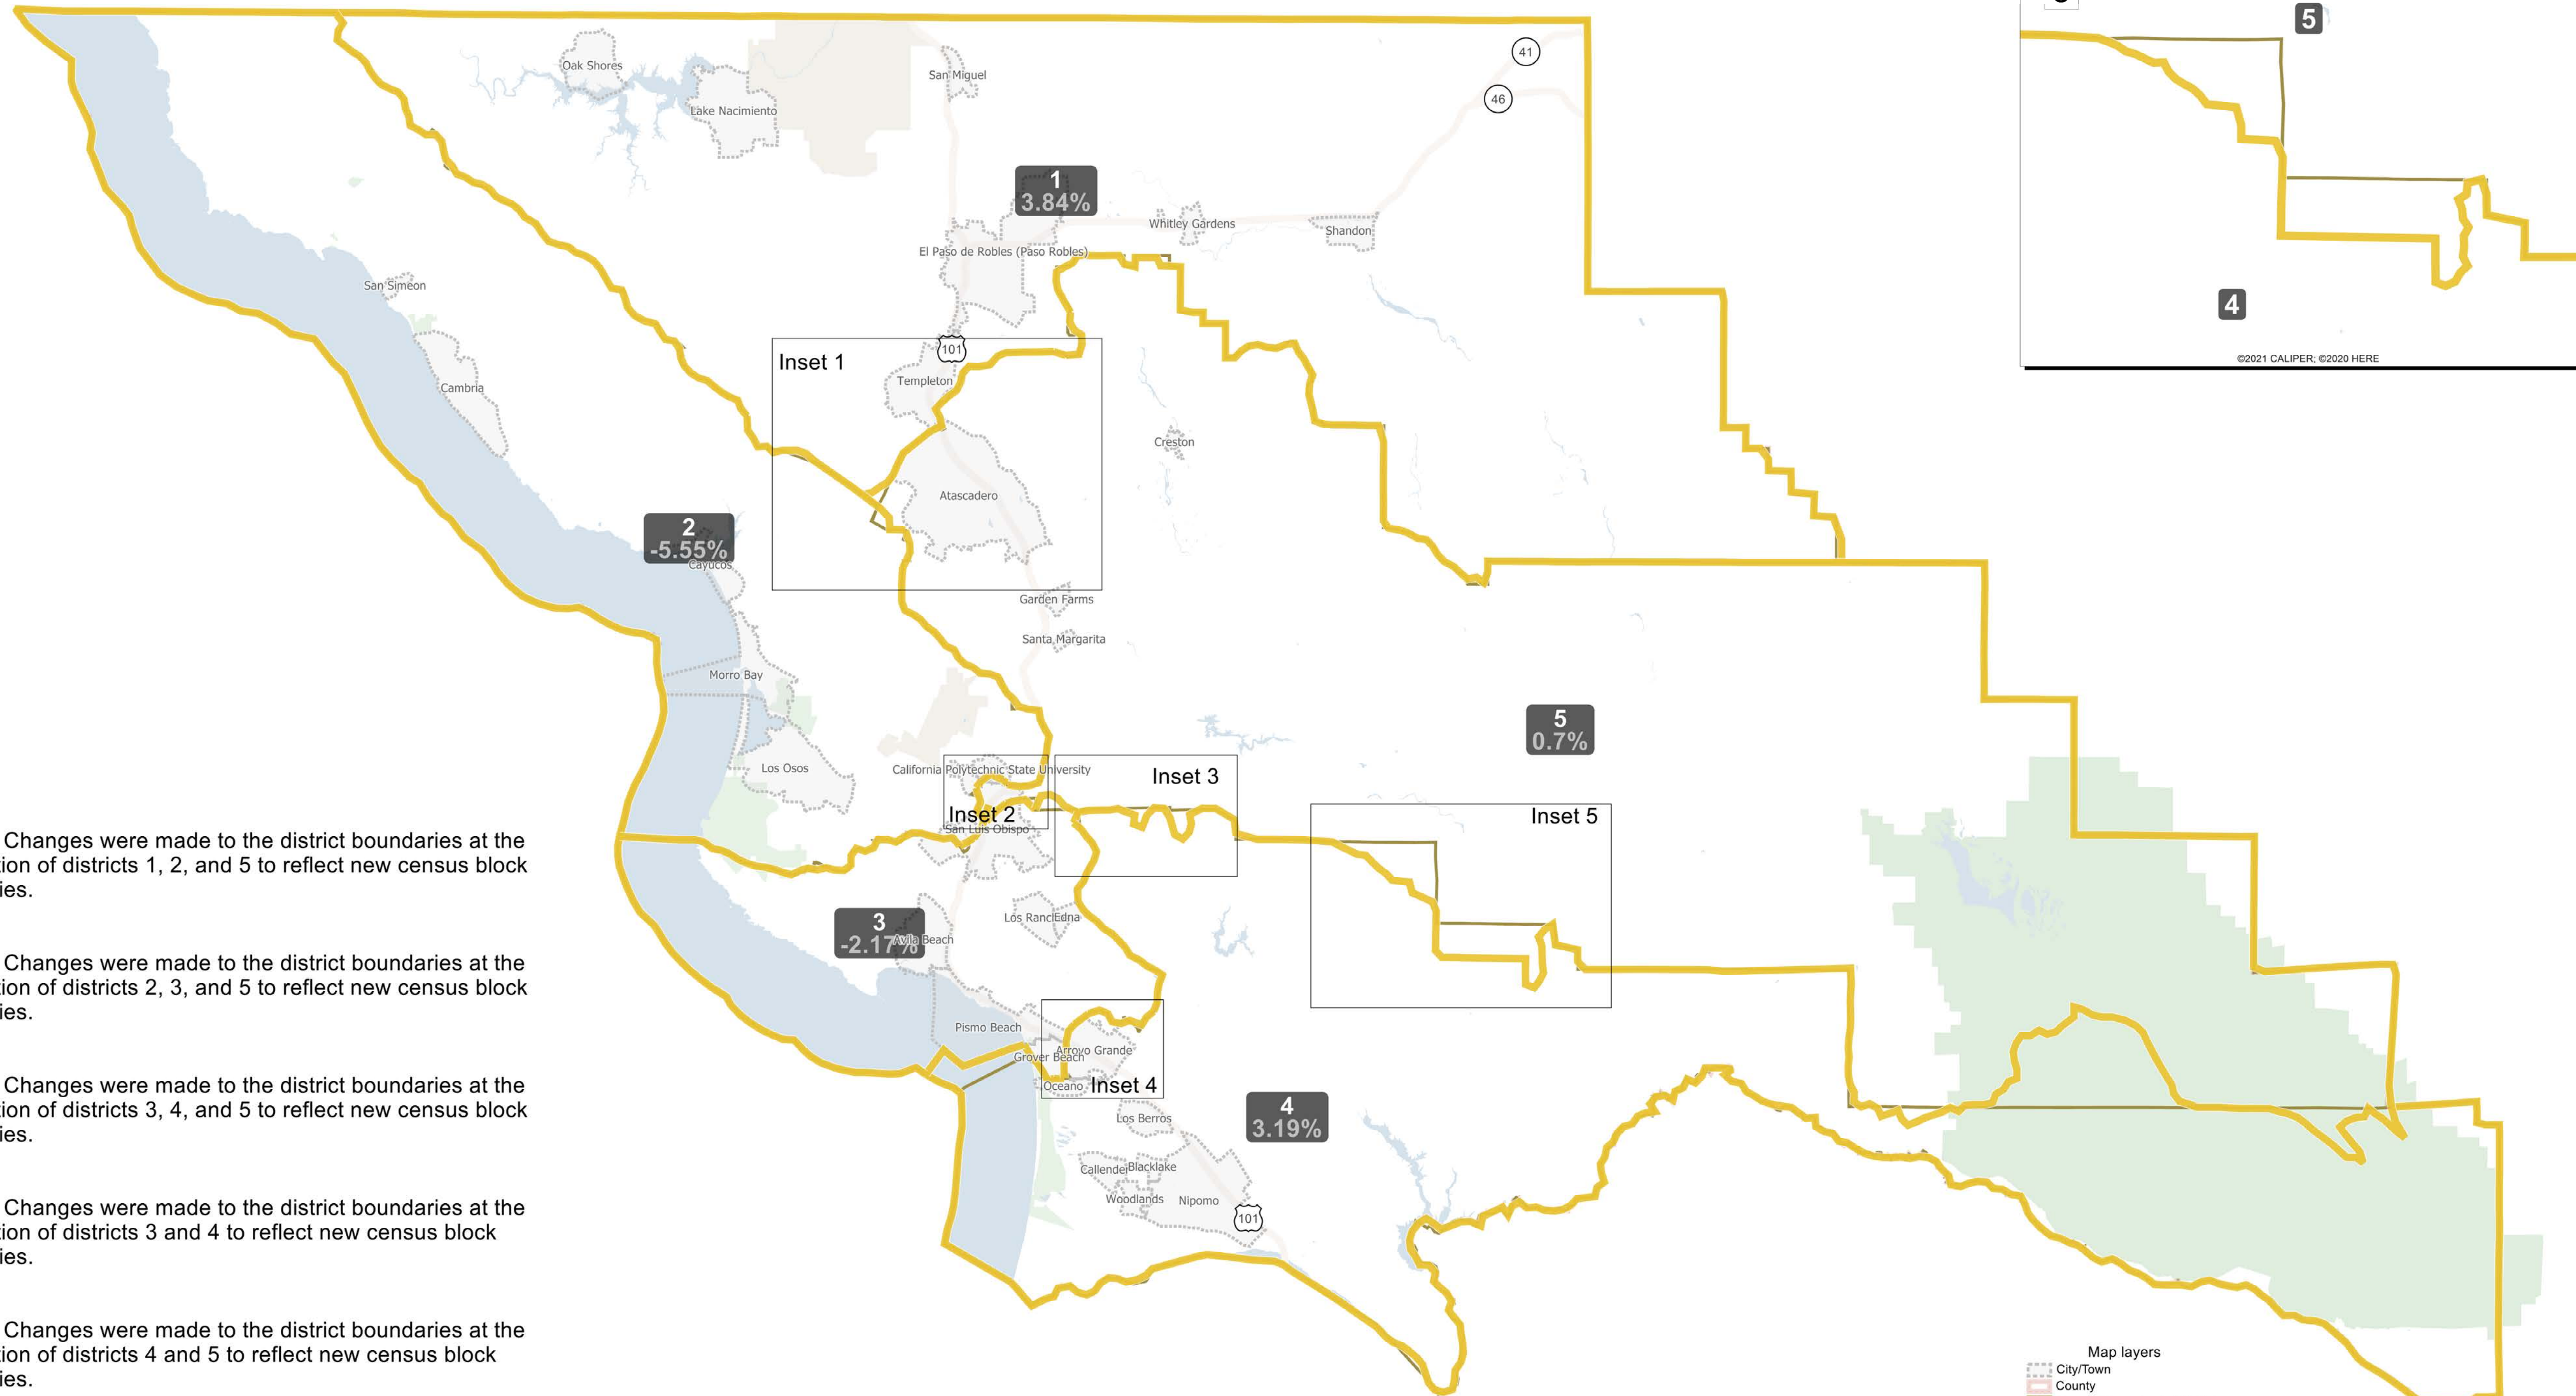 5
41
Oak Shores
San Miguel
46
Lake Nacimiento
1
3.84%
Whitley Gardens
Shandon
El Paso de Robles (Paso Robles)
San Simeon
4
101
Inset 1
©2021 CALIPER; ©2020 HERE
Templeton
Cambria
Creston
Atascadero
2
-5.55%
Cayucos
Garden Farms
Santa Margarita
Morro Bay
5
0.7%
Los Osos
California Polytechnic State University
Inset 3
Inset 2
Inset 5
San Luis Obispo
Changes were made to the district boundaries at the
tion of districts 1, 2, and 5 to reflect new census block
ies.
3
-2.17%
Avila Beach
Los Ranc
Edna
Changes were made to the district boundaries at the
tion of districts 2, 3, and 5 to reflect new census block
ies.
Pismo Beach
Arroyo Grande
Grover Beach
Oceano
Inset 4
Changes were made to the district boundaries at the
tion of districts 3, 4, and 5 to reflect new census block
ies.
Los Berros
4
3.19%
Callender
Blacklake
Woodlands
Nipomo
101
Changes were made to the district boundaries at the
tion of districts 3 and 4 to reflect new census block
ies.
Changes were made to the district boundaries at the
tion of districts 4 and 5 to reflect new census block
ies.
Map layers
City/Town
County